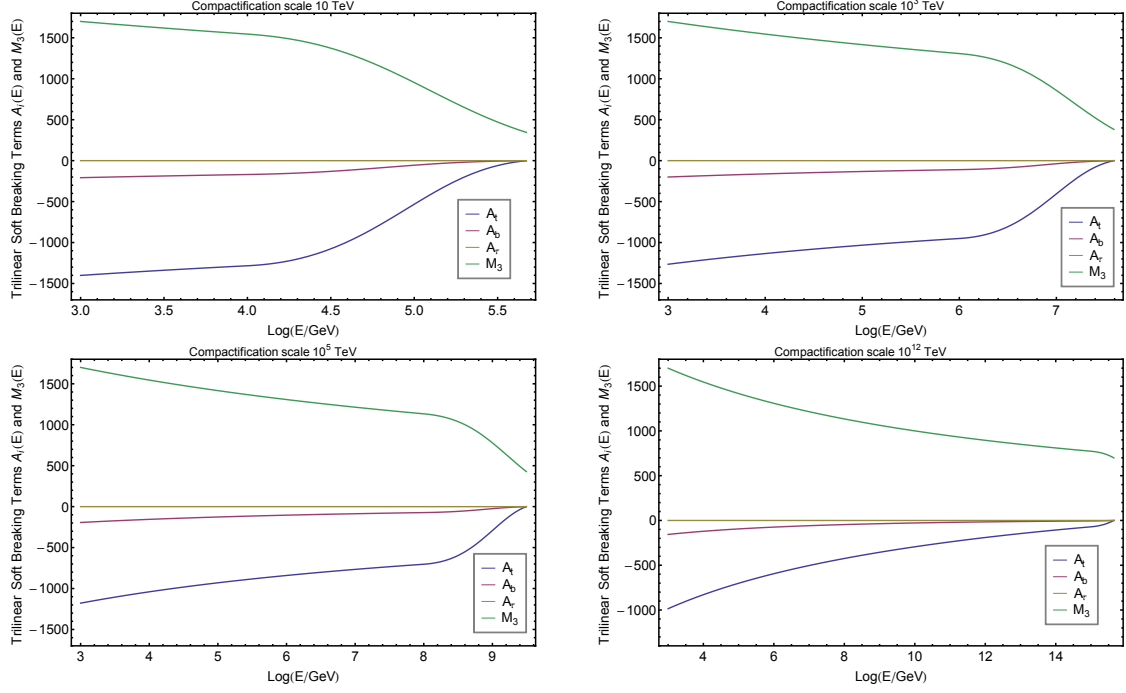 Compactification scale 10 TeV
Trilinear Soft Breaking Terms A_i(E) and M_3(E)
1500
1000
500
0
−500
−1000
−1500
A_t
A_b
A_τ
M_3
3.0
3.5
4.0
4.5
5.0
5.5
Log(E/GeV)
Compactification scale 10^3 TeV
Trilinear Soft Breaking Terms A_i(E) and M_3(E)
1500
1000
500
0
−500
−1000
−1500
A_t
A_b
A_τ
M_3
3
4
5
6
7
Log(E/GeV)
Compactification scale 10^5 TeV
Trilinear Soft Breaking Terms A_i(E) and M_3(E)
1500
1000
500
0
−500
−1000
−1500
A_t
A_b
A_τ
M_3
3
4
5
6
7
8
9
Log(E/GeV)
Compactification scale 10^12 TeV
Trilinear Soft Breaking Terms A_i(E) and M_3(E)
1500
1000
500
0
−500
−1000
A_t
A_b
A_τ
M_3
4
6
8
10
12
14
Log(E/GeV)